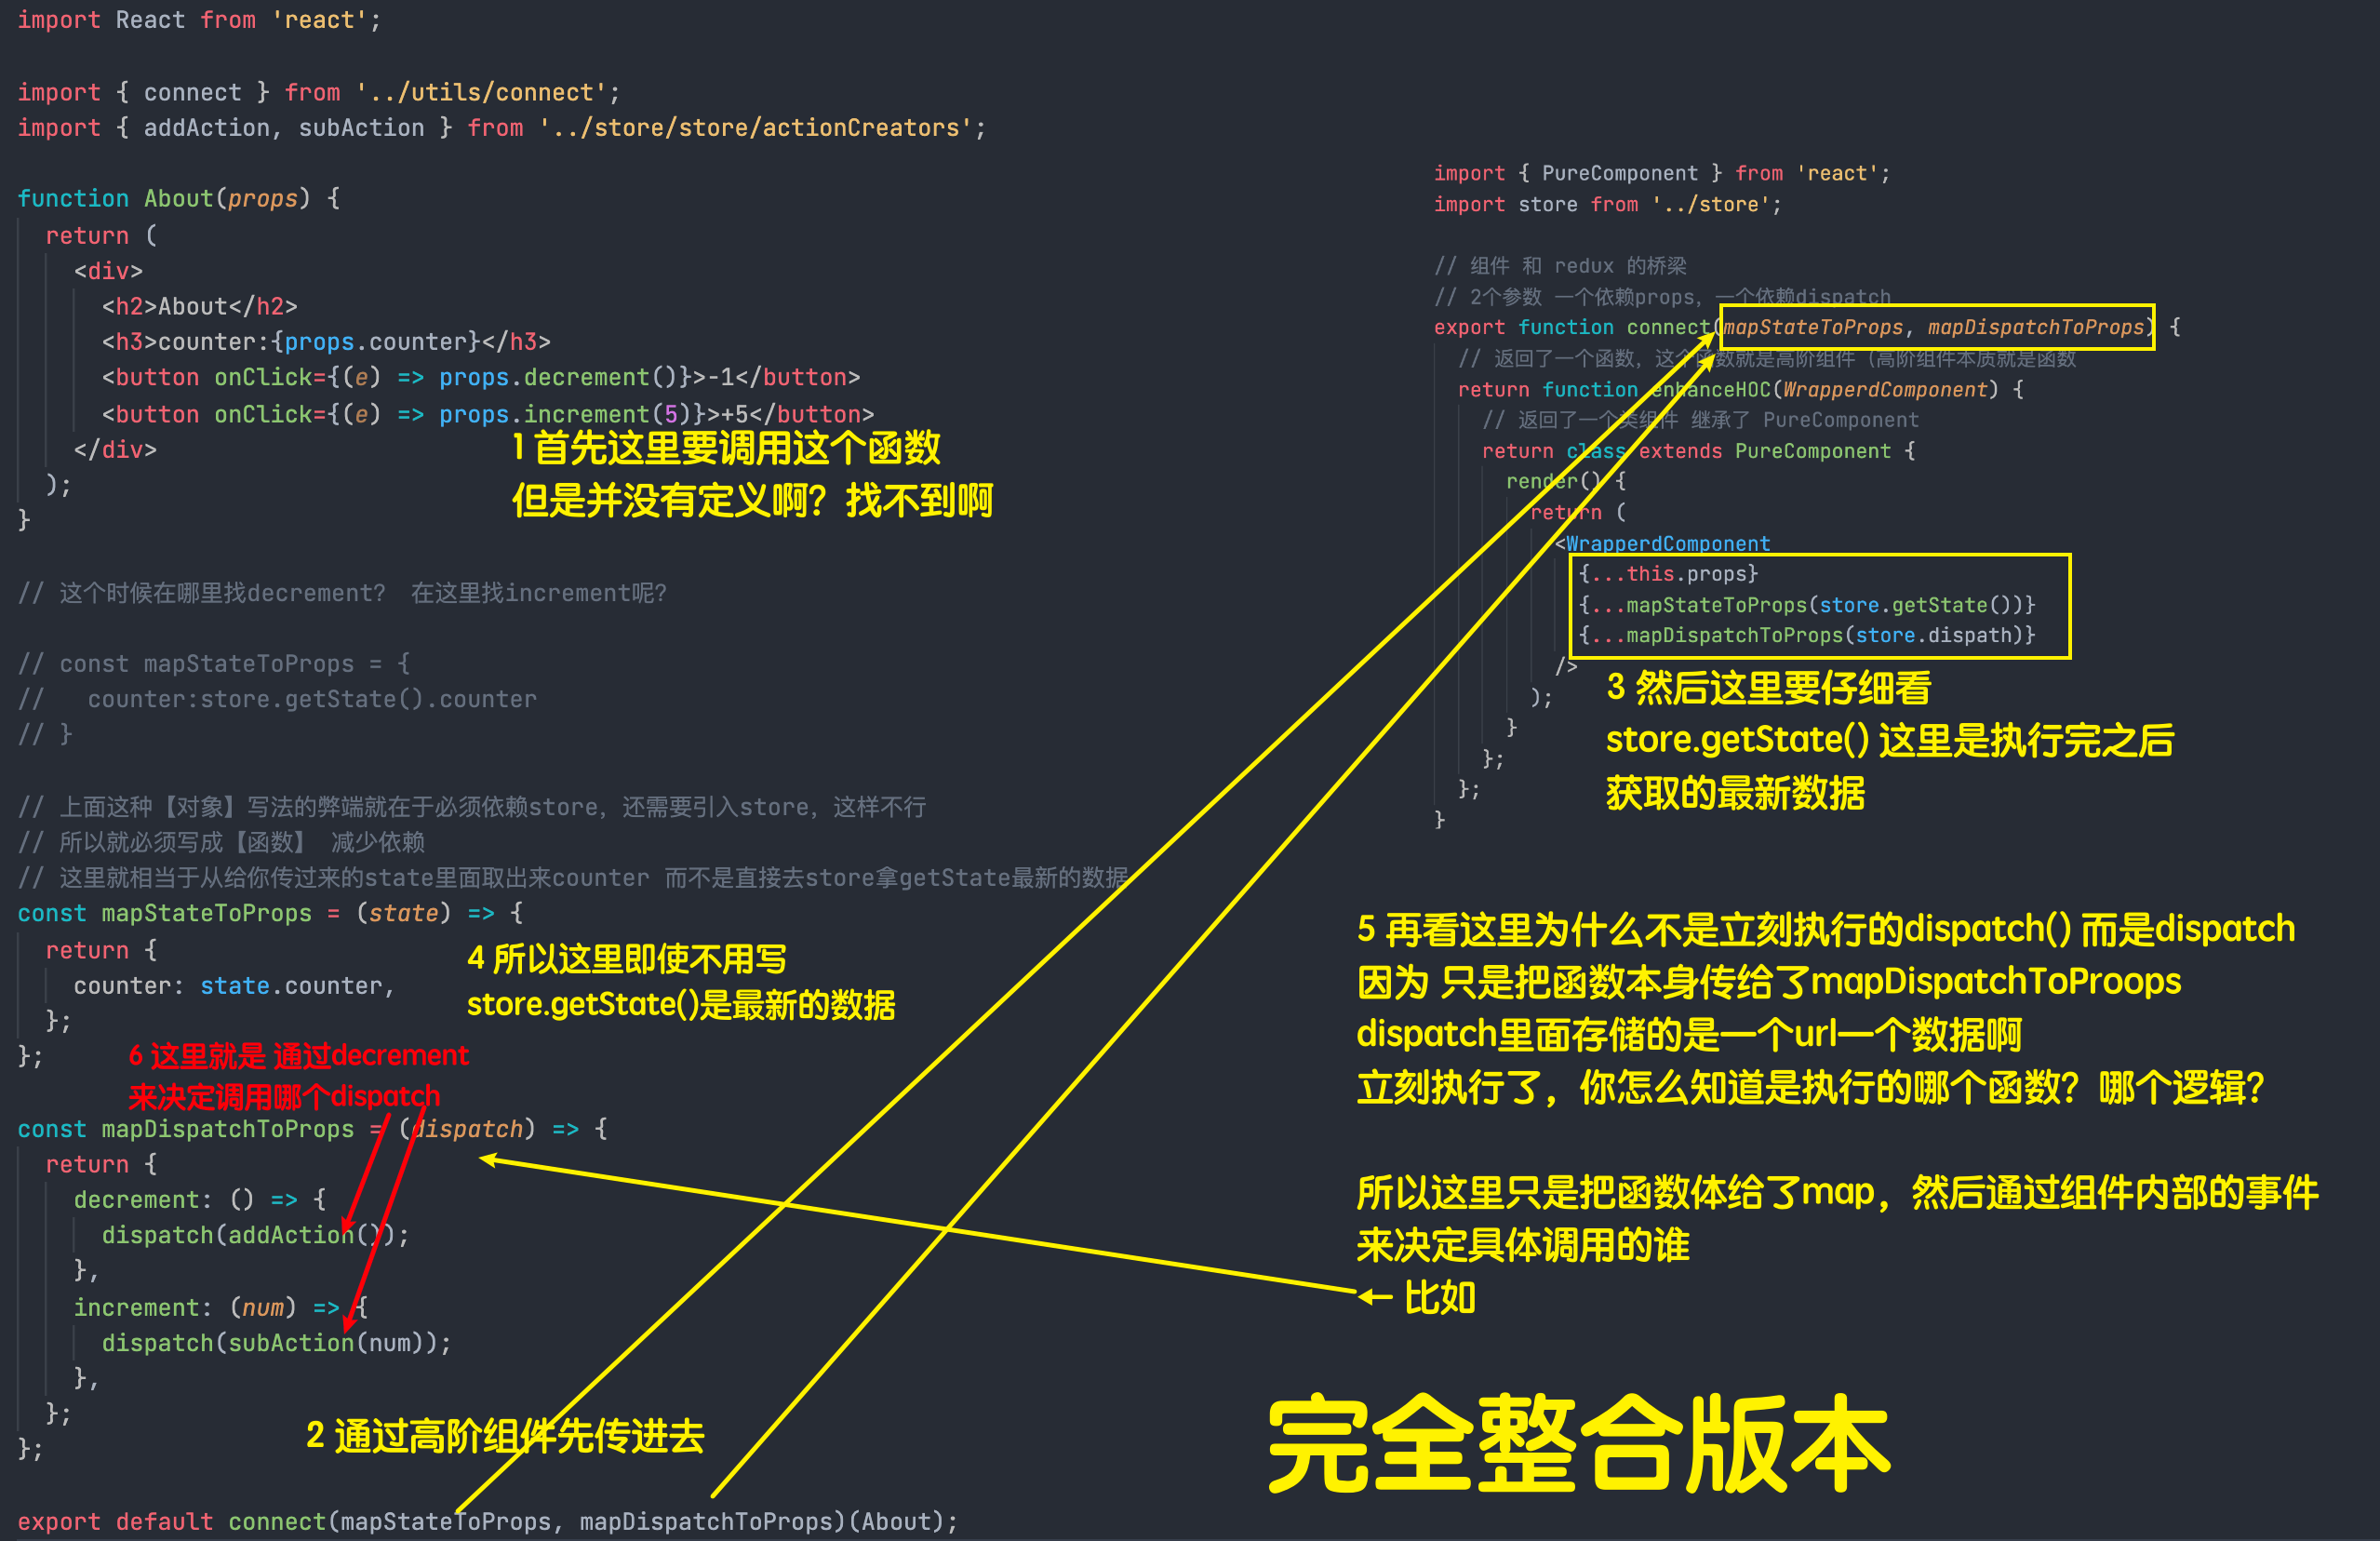 import React from 'react';
import { connect } from '../utils/connect';
import { addAction, subAction } from '../store/store/actionCreators';
function About(props) {
return (
<div>
<h2>About</h2>
<h3>counter:{props.counter}</h3>
<button onClick={(e) => props.decrement()}>-1</button>
<button onClick={(e) => props.increment(5)}>+5</button>
</div>
);
}
1 首先这里要调用这个函数
但是并没有定义啊？找不到啊
// 这个时候在哪里找decrement？ 在这里找increment呢？
// const mapStateToProps = {
//   counter:store.getState().counter
// }
// 上面这种【对象】写法的弊端就在于必须依赖store，还需要引入store，这样不行
// 所以就必须写成【函数】 减少依赖
// 这里就相当于从给你传过来的state里面取出来counter 而不是直接去store拿getState最新的数据
const mapStateToProps = (state) => {
return {
counter: state.counter,
};
};
4 所以这里即使不用写
store.getState()是最新的数据
6 这里就是 通过decrement
来决定调用哪个dispatch
const mapDispatchToProps = (dispatch) => {
return {
decrement: () => {
dispatch(addAction());
},
increment: (num) => {
dispatch(subAction(num));
},
};
};
2 通过高阶组件先传进去
export default connect(mapStateToProps, mapDispatchToProps)(About);
import { PureComponent } from 'react';
import store from '../store';
// 组件 和 redux 的桥梁
// 2个参数 一个依赖props，一个依赖dispatch
export function connect(mapStateToProps, mapDispatchToProps) {
// 返回了一个函数，这个函数就是高阶组件（高阶组件本质就是函数
return function enhanceHOC(WrapperdComponent) {
// 返回了一个类组件 继承了 PureComponent
return class extends PureComponent {
render() {
return (
<WrapperdComponent
{...this.props}
{...mapStateToProps(store.getState())}
{...mapDispatchToProps(store.dispath)}
/>
);
}
};
};
}
3 然后这里要仔细看
store.getState() 这里是执行完之后
获取的最新数据
5 再看这里为什么不是立刻执行的dispatch() 而是dispatch
因为 只是把函数本身传给了mapDispatchToProops
dispatch里面存储的是一个url一个数据啊
立刻执行了，你怎么知道是执行的哪个函数？哪个逻辑？
所以这里只是把函数体给了map，然后通过组件内部的事件
来决定具体调用的谁
← 比如
完全整合版本